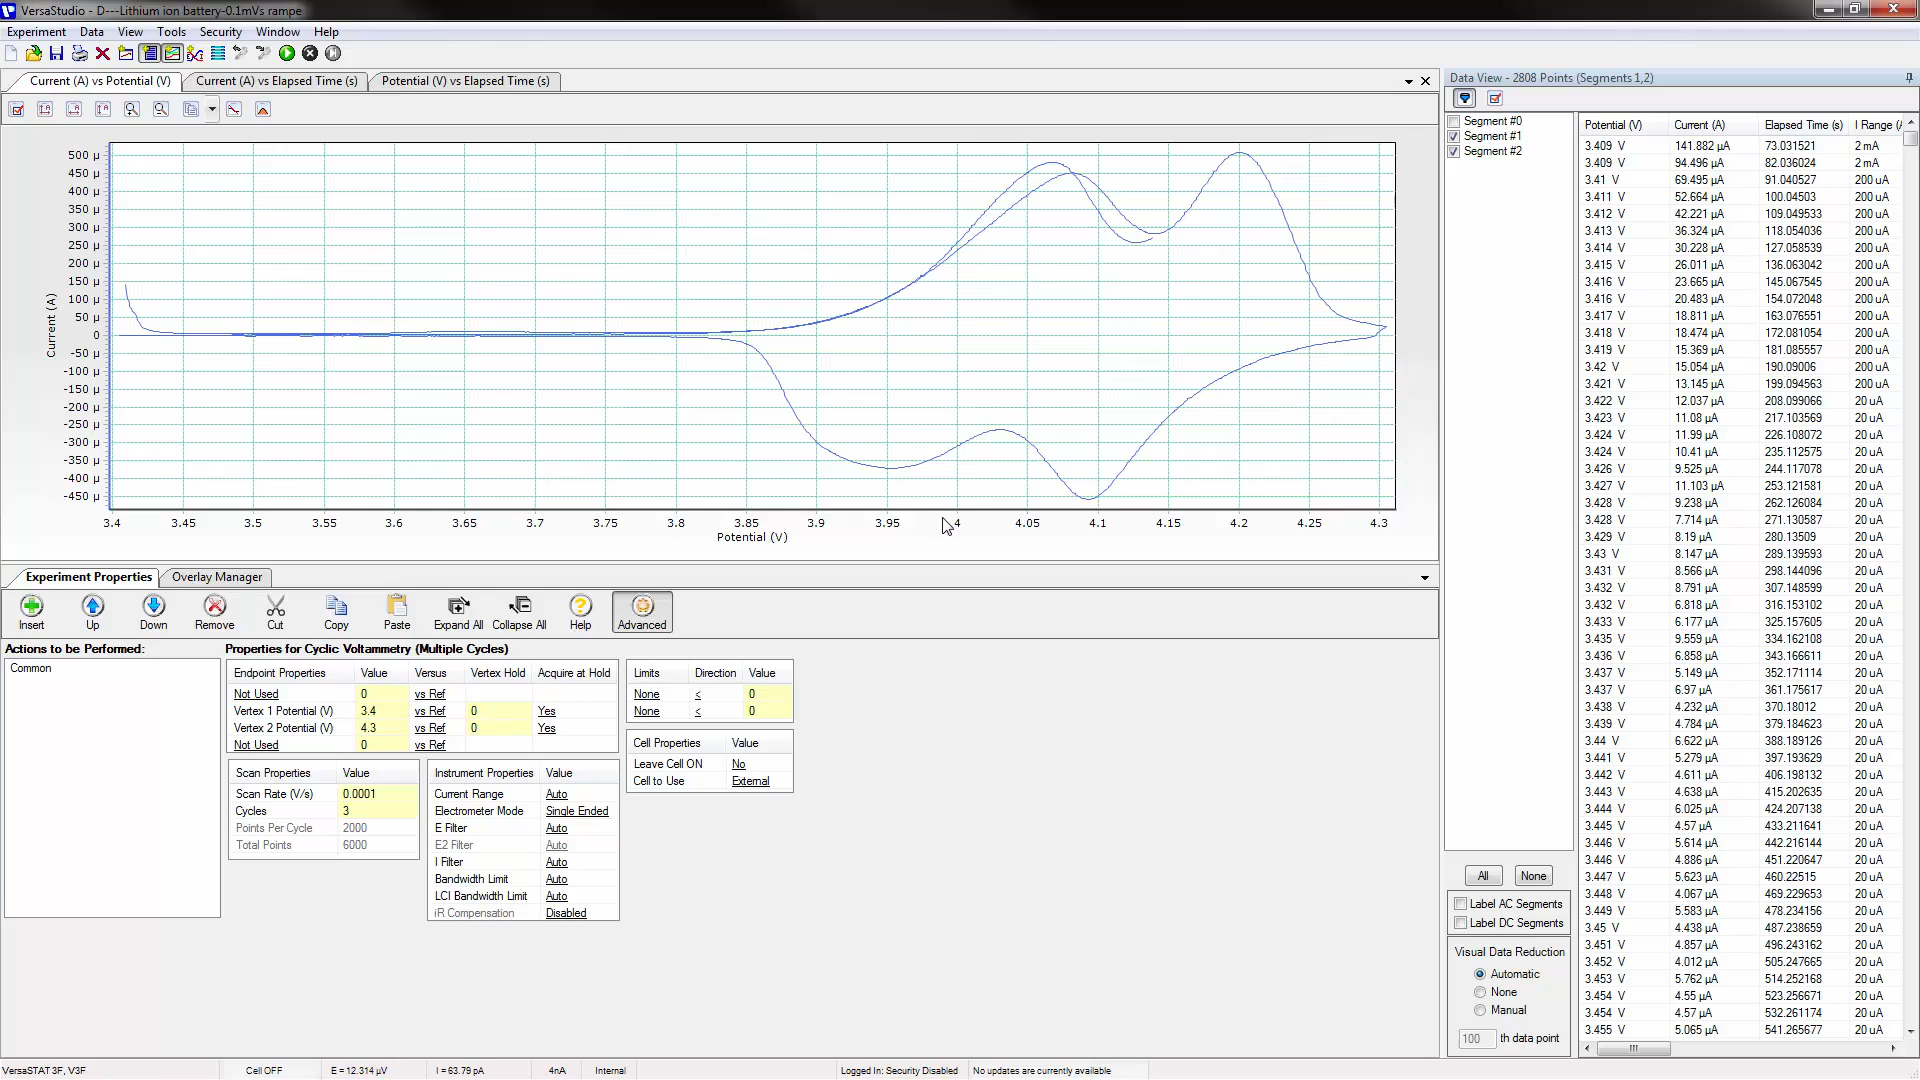 VersaStudio - D---Lithium ion battery-0.1mVs rampe
Experiment Data View Tools Security Window Help
Current (A) vs Potential (V) Current (A) vs Elapsed Time (s) Potential (V) vs Elapsed Time (s)
500 µ
450 µ
400 µ
350 µ
300 µ
250 µ
200 µ
150 µ
100 µ
50 µ
0
-50 µ
-100 µ
-150 µ
-200 µ
-250 µ
-300 µ
-350 µ
-400 µ
-450 µ
Current (A)
3.4 3.45 3.5 3.55 3.6 3.65 3.7 3.75 3.8 3.85 3.9 3.95 4 4.05 4.1 4.15 4.2 4.25 4.3
Potential (V)
Experiment Properties Overlay Manager
Insert Up Down Remove Cut Copy Paste Expand All Collapse All Help Advanced
Actions to be Performed:
Common
Properties for Cyclic Voltammetry (Multiple Cycles)
Endpoint Properties Value Versus Vertex Hold Acquire at Hold
Not Used 0 vs Ref
Vertex 1 Potential (V) 3.4 vs Ref 0 Yes
Vertex 2 Potential (V) 4.3 vs Ref 0 Yes
Not Used 0 vs Ref
Limits Direction Value
None < 0
None < 0
Cell Properties Value
Leave Cell ON No
Cell to Use External
Scan Properties Value
Scan Rate (V/s) 0.0001
Cycles 3
Points Per Cycle 2000
Total Points 6000
Instrument Properties Value
Current Range Auto
Electrometer Mode Single Ended
E Filter Auto
E2 Filter Auto
I Filter Auto
Bandwidth Limit Auto
LCI Bandwidth Limit Auto
iR Compensation Disabled
Data View - 2808 Points (Segments 1,2)
Segment #0
Segment #1
Segment #2
All None
Label AC Segments
Label DC Segments
Visual Data Reduction
Automatic
None
Manual
100 th data point
Potential (V) Current (A) Elapsed Time (s) I Range (
3.409 V 141.882 µA 73.031521 2 mA
3.409 V 94.496 µA 82.036024 2 mA
3.41 V 69.495 µA 91.040527 200 uA
3.411 V 52.664 µA 100.04503 200 uA
3.412 V 42.221 µA 109.049533 200 uA
3.413 V 36.324 µA 118.054036 200 uA
3.414 V 30.228 µA 127.058539 200 uA
3.415 V 26.011 µA 136.063042 200 uA
3.416 V 23.665 µA 145.067545 200 uA
3.416 V 20.483 µA 154.072048 200 uA
3.417 V 18.811 µA 163.076551 200 uA
3.418 V 18.474 µA 172.081054 200 uA
3.419 V 15.369 µA 181.085557 200 uA
3.42 V 15.054 µA 190.09006 200 uA
3.421 V 13.145 µA 199.094563 200 uA
3.422 V 12.037 µA 208.099066 20 uA
3.423 V 11.08 µA 217.103569 20 uA
3.424 V 11.99 µA 226.108072 20 uA
3.424 V 10.41 µA 235.112575 20 uA
3.426 V 9.525 µA 244.117078 20 uA
3.427 V 11.103 µA 253.121581 20 uA
3.428 V 9.238 µA 262.126084 20 uA
3.428 V 7.714 µA 271.130587 20 uA
3.429 V 8.19 µA 280.13509 20 uA
3.43 V 8.147 µA 289.139593 20 uA
3.431 V 8.566 µA 298.144096 20 uA
3.432 V 8.791 µA 307.148599 20 uA
3.432 V 6.818 µA 316.153102 20 uA
3.433 V 6.177 µA 325.157605 20 uA
3.435 V 9.559 µA 334.162108 20 uA
3.436 V 6.858 µA 343.166611 20 uA
3.437 V 5.149 µA 352.171114 20 uA
3.437 V 6.97 µA 361.175617 20 uA
3.438 V 4.232 µA 370.18012 20 uA
3.439 V 4.784 µA 379.184623 20 uA
3.44 V 6.622 µA 388.189126 20 uA
3.441 V 5.279 µA 397.193629 20 uA
3.442 V 4.611 µA 406.198132 20 uA
3.443 V 4.638 µA 415.202635 20 uA
3.444 V 6.025 µA 424.207138 20 uA
3.445 V 4.57 µA 433.211641 20 uA
3.446 V 5.614 µA 442.216144 20 uA
3.446 V 4.886 µA 451.220647 20 uA
3.447 V 5.623 µA 460.22515 20 uA
3.448 V 4.067 µA 469.229653 20 uA
3.449 V 5.583 µA 478.234156 20 uA
3.45 V 4.438 µA 487.238659 20 uA
3.451 V 4.857 µA 496.243162 20 uA
3.452 V 4.012 µA 505.247665 20 uA
3.453 V 5.762 µA 514.252168 20 uA
3.454 V 4.55 µA 523.256671 20 uA
3.454 V 4.57 µA 532.261174 20 uA
3.455 V 5.065 µA 541.265677 20 uA
VersaSTAT 3F, V3F Cell OFF E = 12.314 µV I = 63.79 pA 4nA Internal Logged In: Security Disabled No updates are currently available